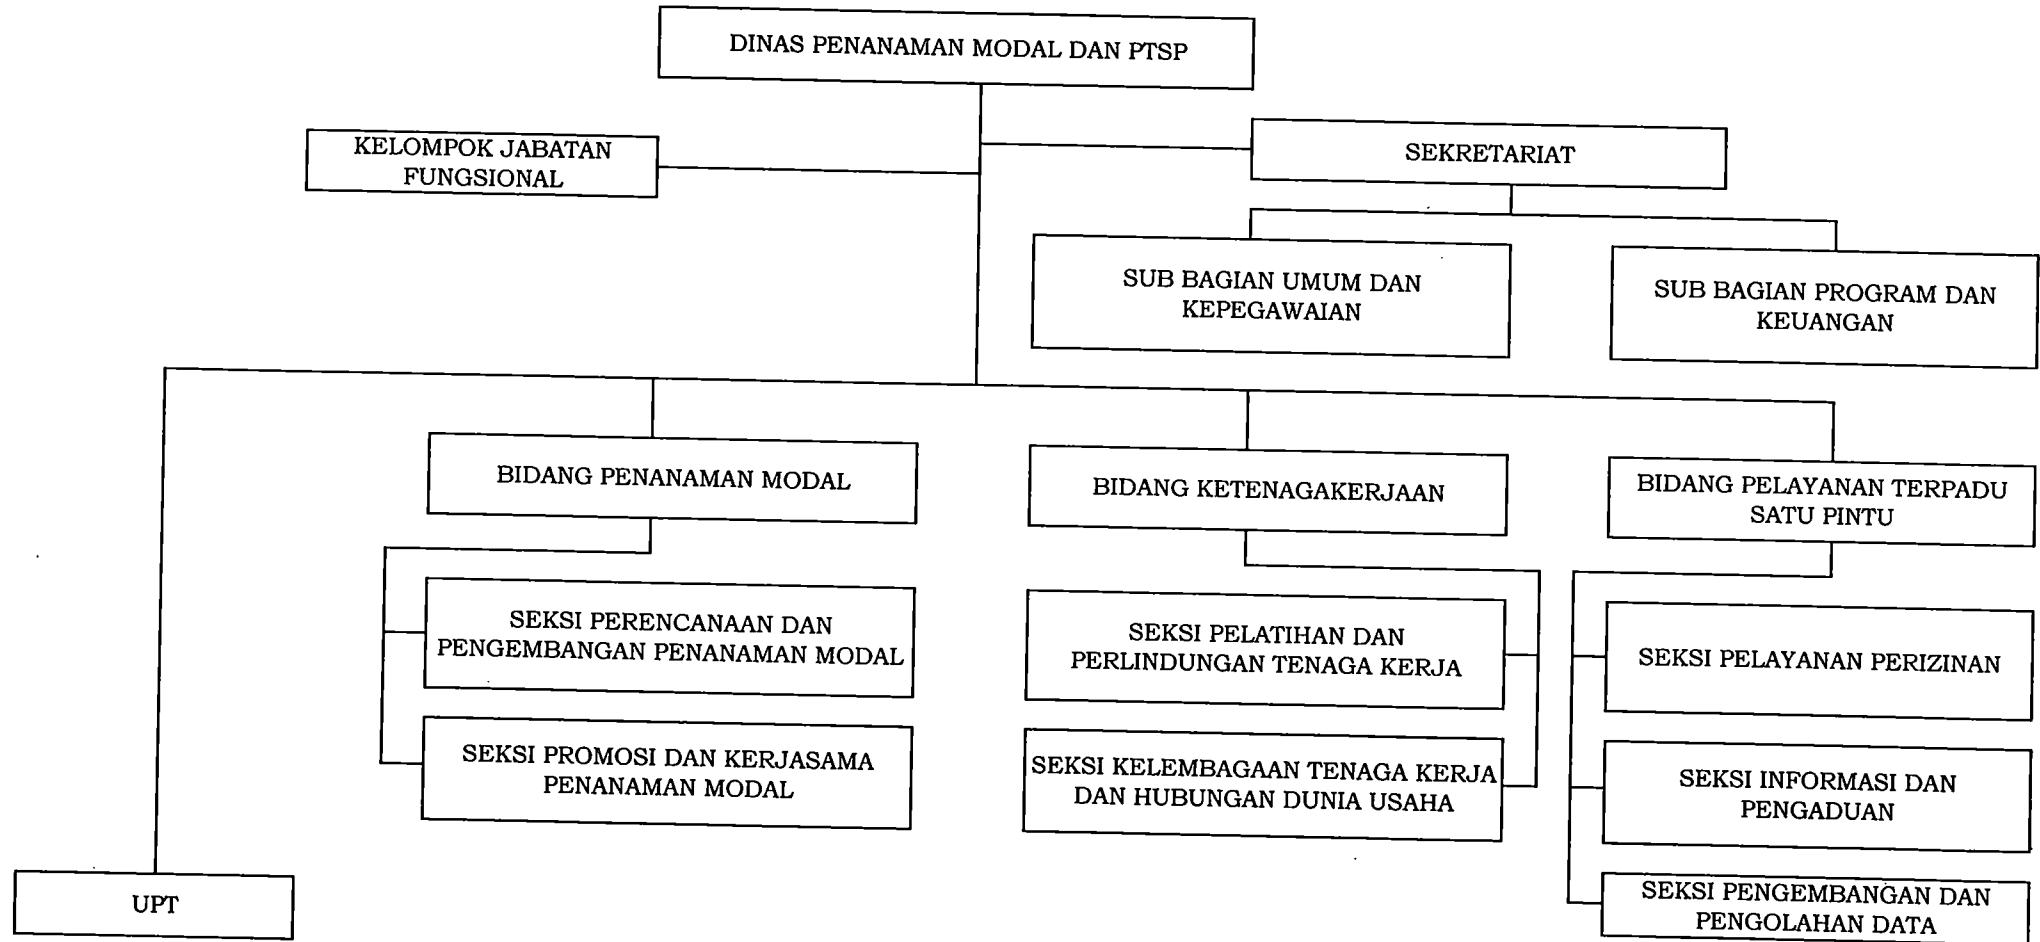 DINAS PENANAMAN MODAL DAN PTSP
KELOMPOK JABATAN
FUNGSIONAL
SEKRETARIAT
SUB BAGIAN UMUM DAN
KEPEGAWAIAN
SUB BAGIAN PROGRAM DAN
KEUANGAN
BIDANG PENANAMAN MODAL
BIDANG KETENAGAKERJAAN
BIDANG PELAYANAN TERPADU
SATU PINTU
SEKSI PERENCANAAN DAN
PENGEMBANGAN PENANAMAN MODAL
SEKSI PELATIHAN DAN
PERLINDUNGAN TENAGA KERJA
SEKSI PELAYANAN PERIZINAN
SEKSI PROMOSI DAN KERJASAMA
PENANAMAN MODAL
SEKSI KELEMBAGAAN TENAGA KERJA
DAN HUBUNGAN DUNIA USAHA
SEKSI INFORMASI DAN
PENGADUAN
UPT
SEKSI PENGEMBANGAN DAN
PENGOLAHAN DATA